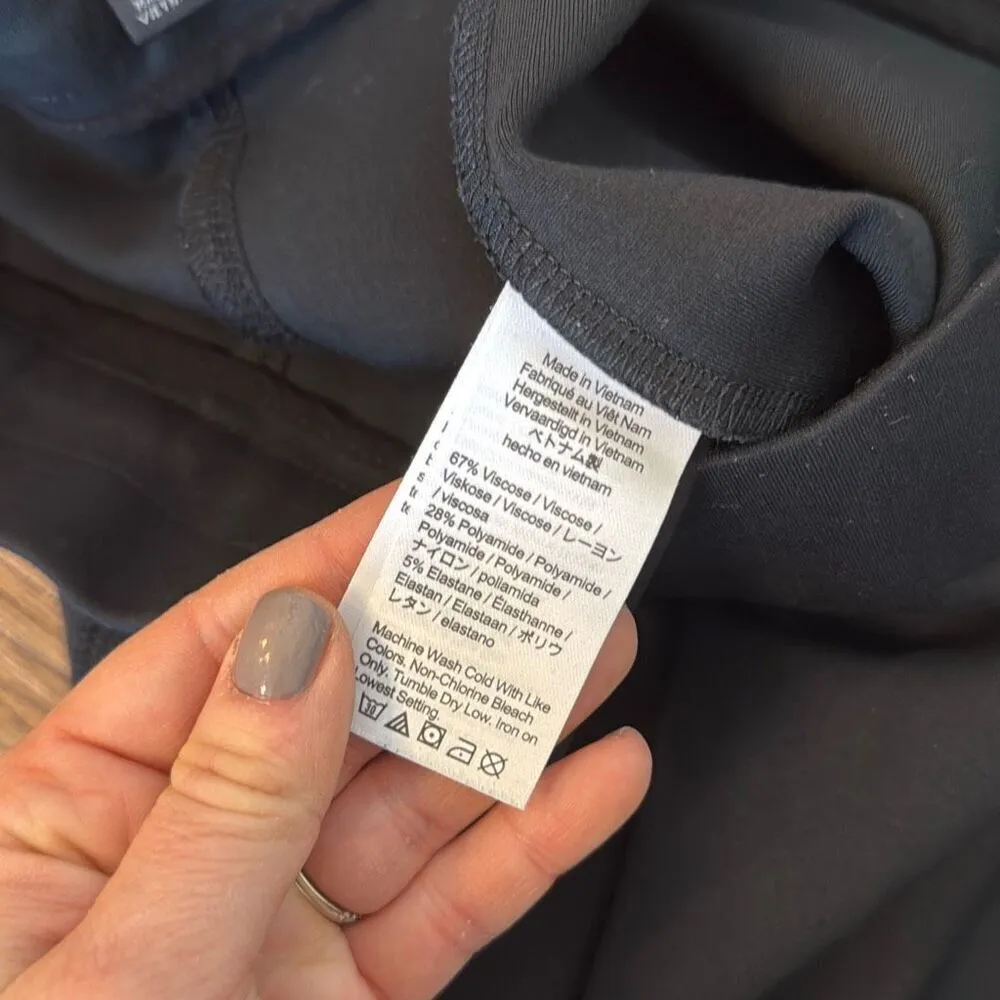 VIETN
Made in Vietnam
Fabriqué au Viêt Nam
Hergestellt in Vietnam
Vervaardigd in Vietnam
ベトナム製
hecho en vietnam
67% Viscose / Viscose /
Viskose / Viscose / レーヨン
/ viscosa
28% Polyamide / Polyamide /
Polyamide / Polyamide /
ナイロン / poliamida
5% Elastane / Élasthanne /
Elastan / Elastaan / ポリウ
レタン / elastano
Machine Wash Cold With Like
Colors. Non-Chlorine Bleach
Only. Tumble Dry Low. Iron on
Lowest Setting.
30